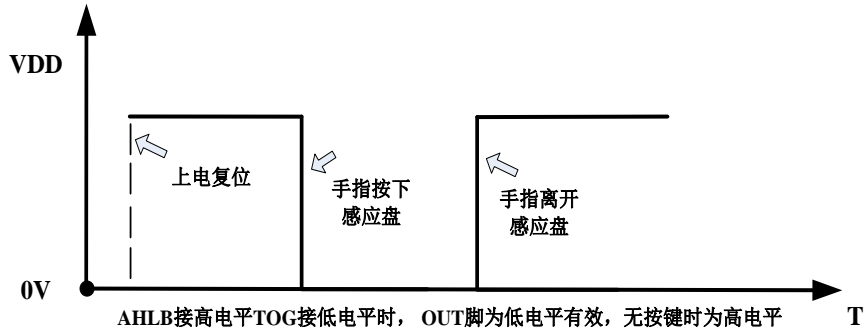 VDD
上电复位
手指按下
感应盘
手指离开
感应盘
0V
AHLB接高电平TOG接低电平时， OUT脚为低电平有效，无按键时为高电平
T